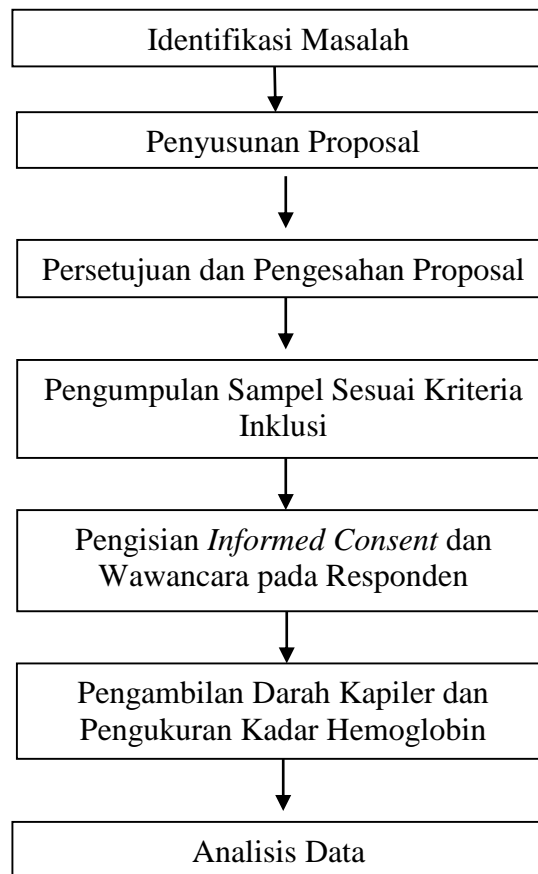 Identifikasi Masalah
Penyusunan Proposal
Persetujuan dan Pengesahan Proposal
Pengumpulan Sampel Sesuai Kriteria
Inklusi
Pengisian Informed Consent dan
Wawancara pada Responden
Pengambilan Darah Kapiler dan
Pengukuran Kadar Hemoglobin
Analisis Data